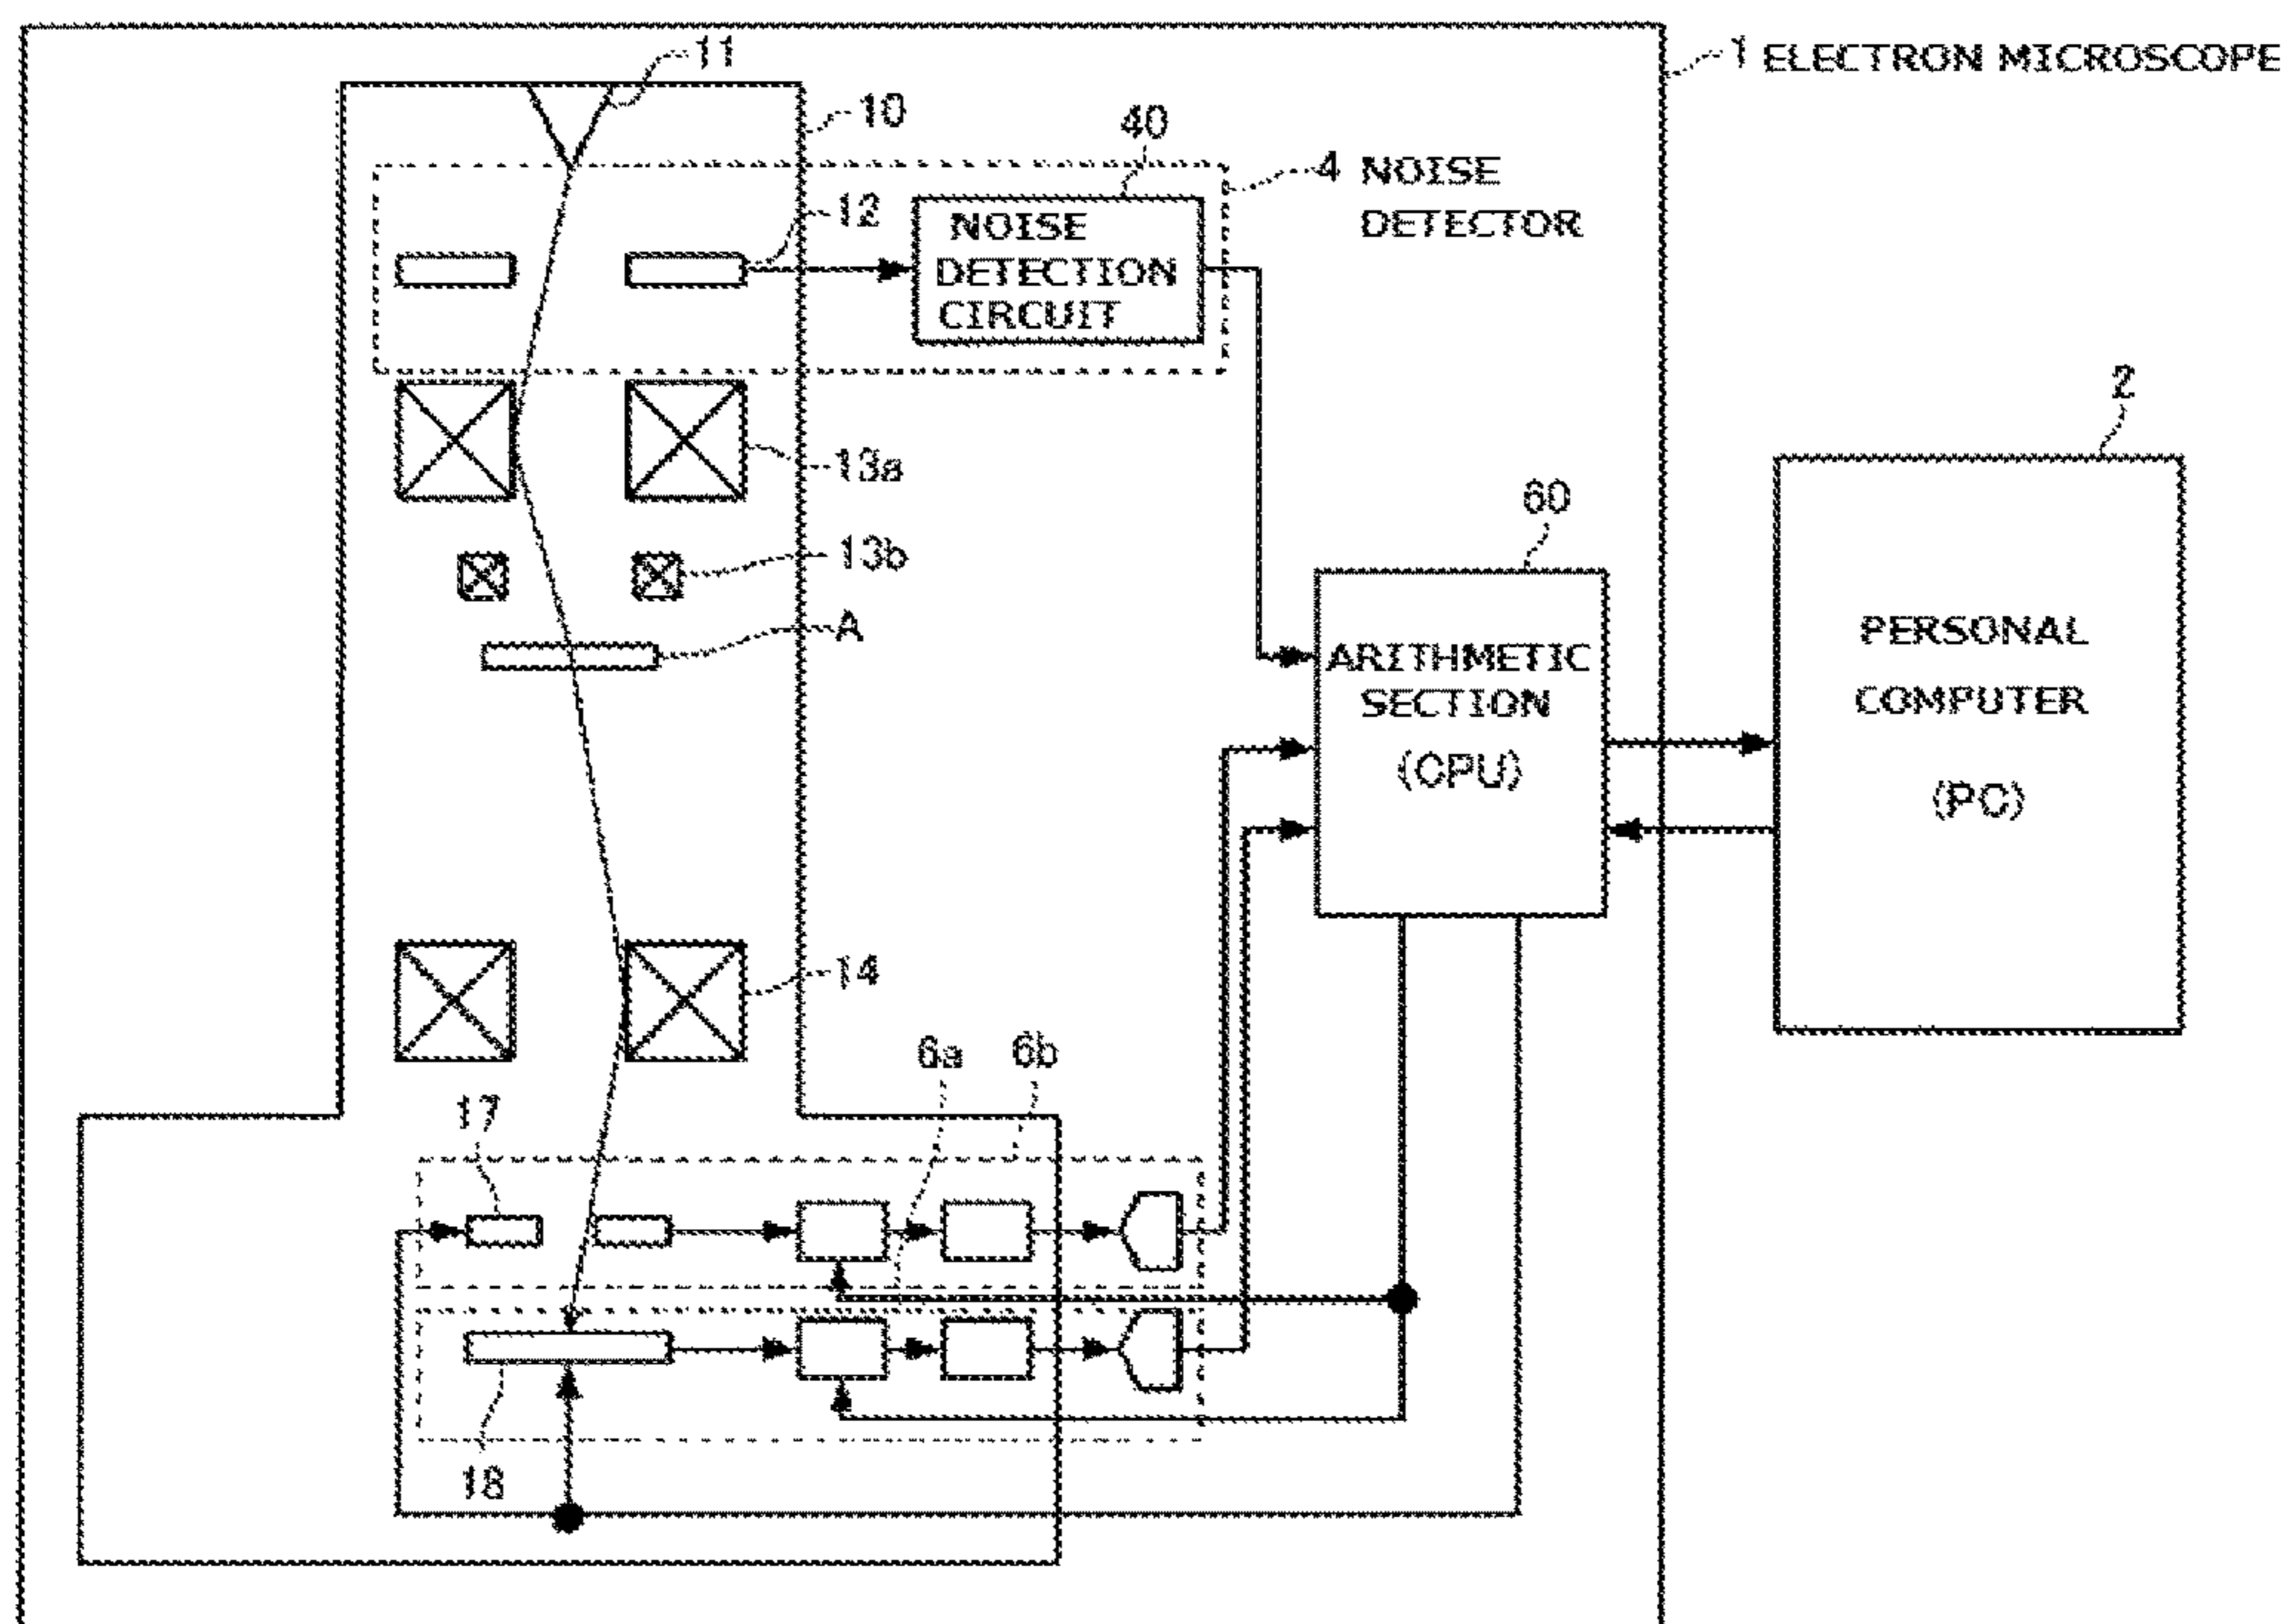 11
1 ELECTRON MICROSCOPE
10
40
4 NOISE
DETECTOR
12
NOISE
DETECTION
CIRCUIT
2
13a
60
13b
A
ARITHMETIC
SECTION
(CPU)
PERSONAL
COMPUTER
(PC)
14
6a
6b
17
18